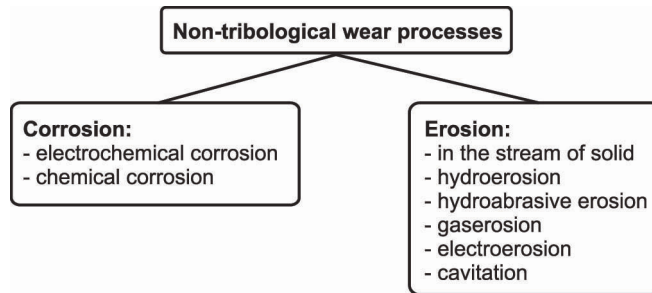 Non-tribological wear processes
Corrosion:
- electrochemical corrosion
- chemical corrosion
Erosion:
- in the stream of solid
- hydroerosion
- hydroabrasive erosion
- gaserosion
- electroerosion
- cavitation